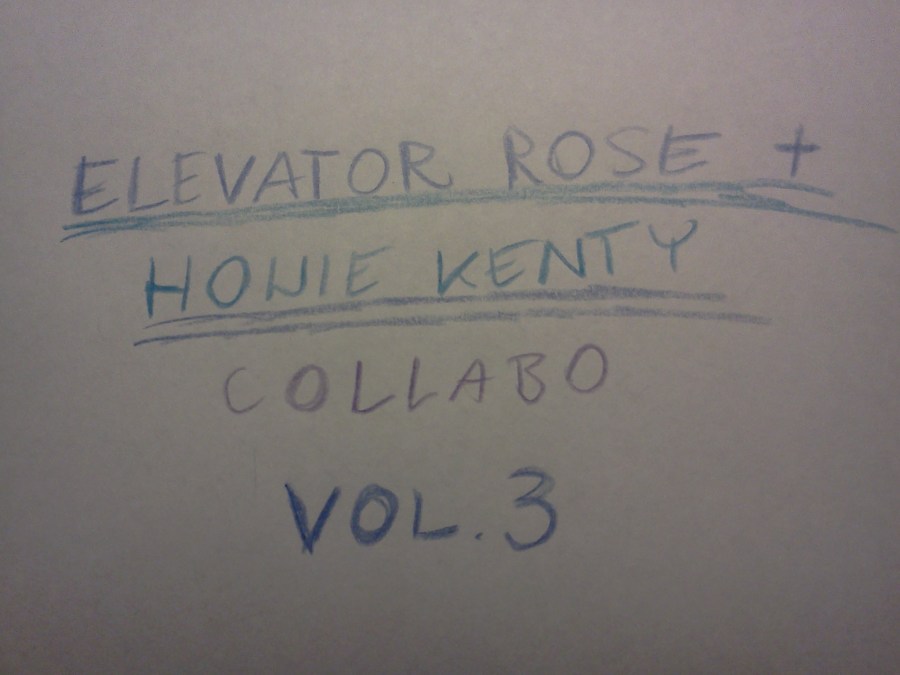 ELEVATOR ROSE +
HOWIE KENTY
COLLABO
VOL. 3